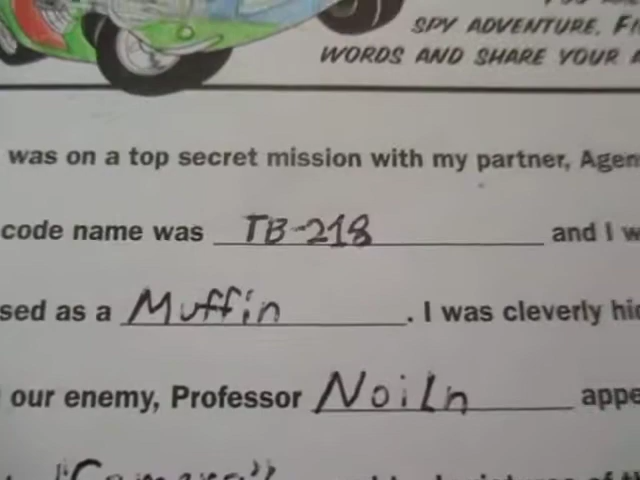 SPY ADVENTURE. F
WORDS AND SHARE YOUR A
was on a top secret mission with my partner, Agen
code name was TB-218 and I w
sed as a Muffin. I was cleverly hid
our enemy, Professor Noiln appe